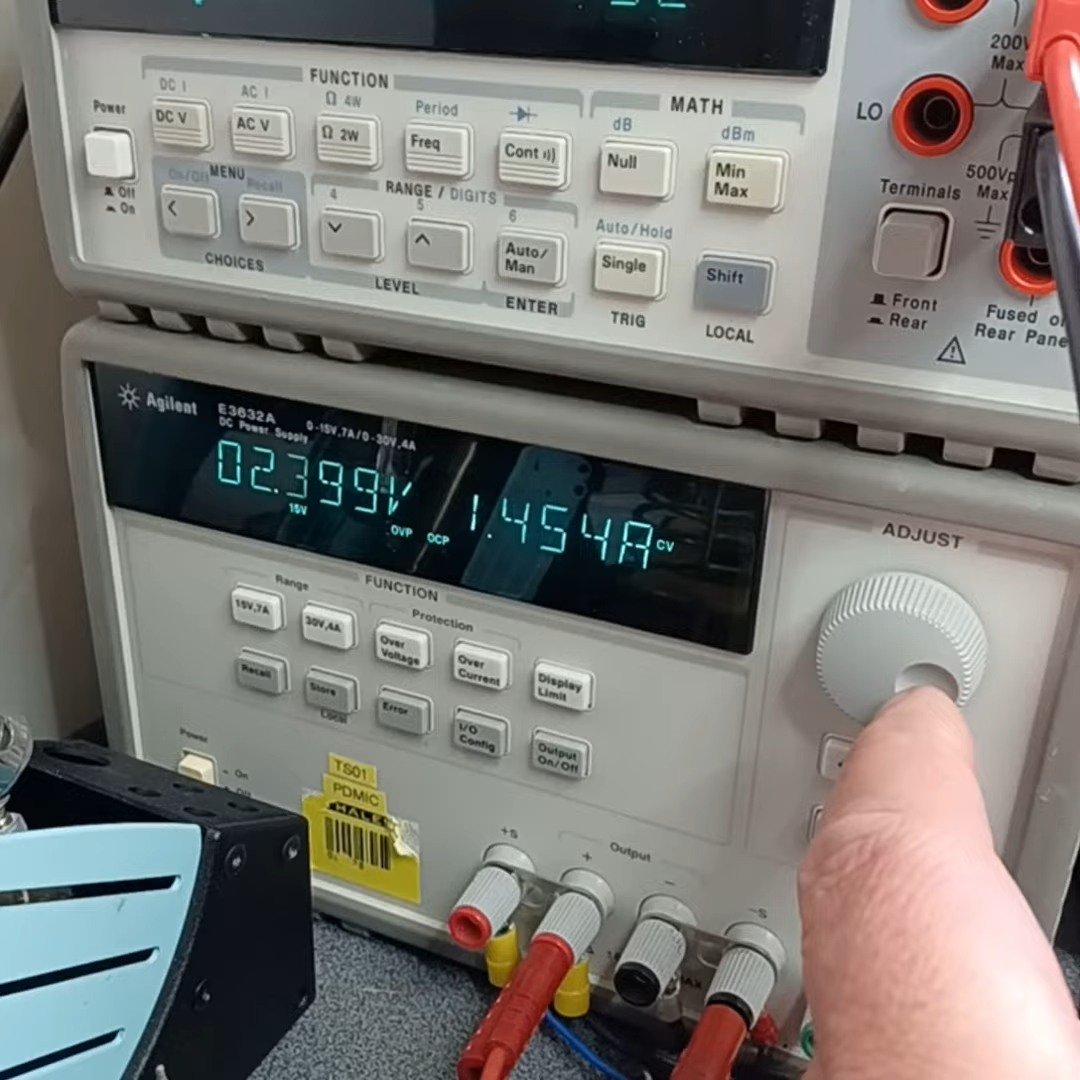 FUNCTION
MATH
DC I
AC I
Ω 4W
Period
dB
dBm
Power
DC V
AC V
Ω 2W
Freq
Cont
Null
Min
Max
Off
On
On/Off
MENU
Recall
4
RANGE / DIGITS
5
6
Auto/Hold
<
>
Auto/
Man
Single
Shift
CHOICES
LEVEL
ENTER
TRIG
LOCAL
200V
Max
LO
500Vp
Max
Terminals
Front
Rear
Fused
Rear
Agilent
E3632A
DC Power Supply
0-15V,7A/0-30V,4A
02.399V 1.454A
15V
OVP
OCP
CV
ADJUST
FUNCTION
Range
Protection
15V,7A
30V,4A
Over
Voltage
Over
Current
Display
Limit
Recall
Store
Local
Error
I/O
Config
Output
On/Off
Power
On
TS01
PDMIC
+S
+
Output
-
-S